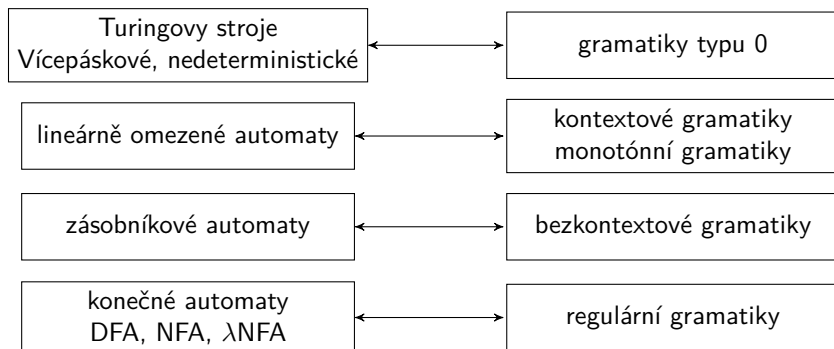 Turingovy stroje
Vícepáskové, nedeterministické
gramatiky typu 0
lineárně omezené automaty
kontextové gramatiky
monotónní gramatiky
zásobníkové automaty
bezkontextové gramatiky
konečné automaty
DFA, NFA, λNFA
regulární gramatiky